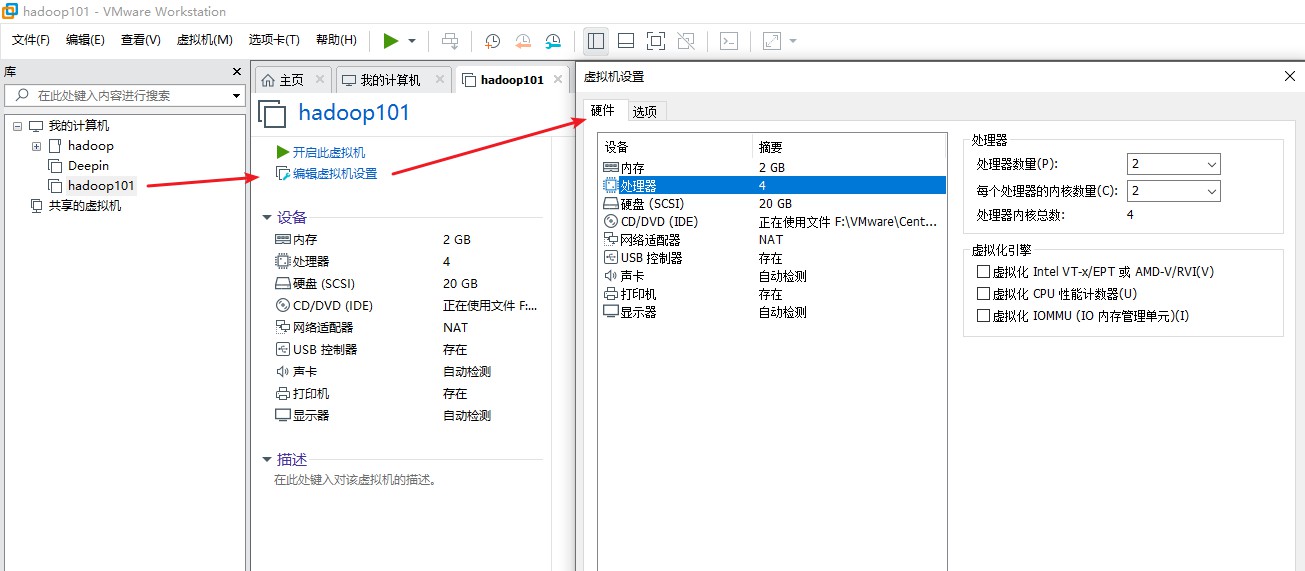 hadoop101 - VMware Workstation
文件(F) 编辑(E) 查看(V) 虚拟机(M) 选项卡(T) 帮助(H)
库
在此处键入内容进行搜索
我的计算机
hadoop
Deepin
hadoop101
共享的虚拟机
主页 我的计算机 hadoop101
hadoop101
开启此虚拟机
编辑虚拟机设置
设备
内存 2 GB
处理器 4
硬盘 (SCSI) 20 GB
CD/DVD (IDE) 正在使用文件 F:...
网络适配器 NAT
USB 控制器 存在
声卡 自动检测
打印机 存在
显示器 自动检测
描述
在此处键入对该虚拟机的描述。
虚拟机设置
硬件 选项
设备 摘要
内存 2 GB
处理器 4
硬盘 (SCSI) 20 GB
CD/DVD (IDE) 正在使用文件 F:\VMware\Cent...
网络适配器 NAT
USB 控制器 存在
声卡 自动检测
打印机 存在
显示器 自动检测
处理器
处理器数量(P): 2
每个处理器的内核数量(C): 2
处理器内核总数: 4
虚拟化引擎
虚拟化 Intel VT-x/EPT 或 AMD-V/RVI(V)
虚拟化 CPU 性能计数器(U)
虚拟化 IOMMU (IO 内存管理单元)(I)